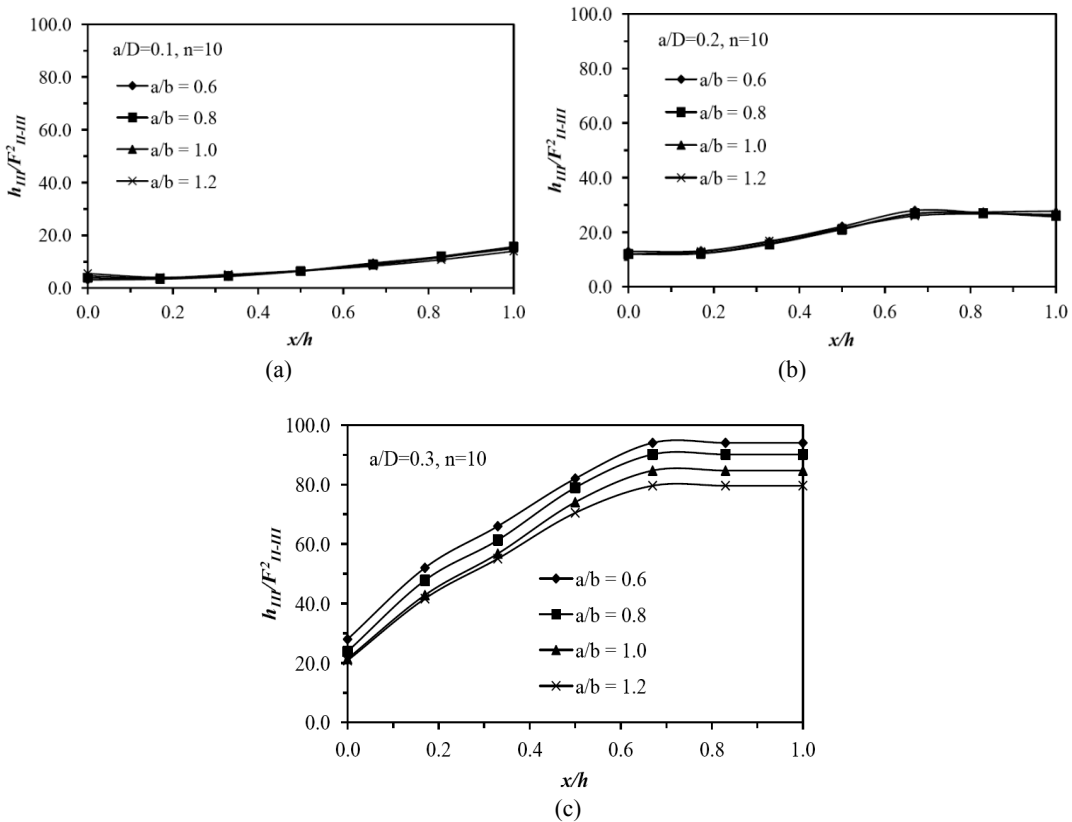 100.0
80.0
60.0
40.0
20.0
0.0
h_III/F²_II-III
a/D=0.1, n=10
a/b = 0.6
a/b = 0.8
a/b = 1.0
a/b = 1.2
0.0 0.2 0.4 0.6 0.8 1.0
x/h
(a)
100.0
80.0
60.0
40.0
20.0
0.0
h_III/F²_II-III
a/D=0.2, n=10
a/b = 0.6
a/b = 0.8
a/b = 1.0
a/b = 1.2
0.0 0.2 0.4 0.6 0.8 1.0
x/h
(b)
100.0
80.0
60.0
40.0
20.0
0.0
h_III/F²_II-III
a/D=0.3, n=10
a/b = 0.6
a/b = 0.8
a/b = 1.0
a/b = 1.2
0.0 0.2 0.4 0.6 0.8 1.0
x/h
(c)